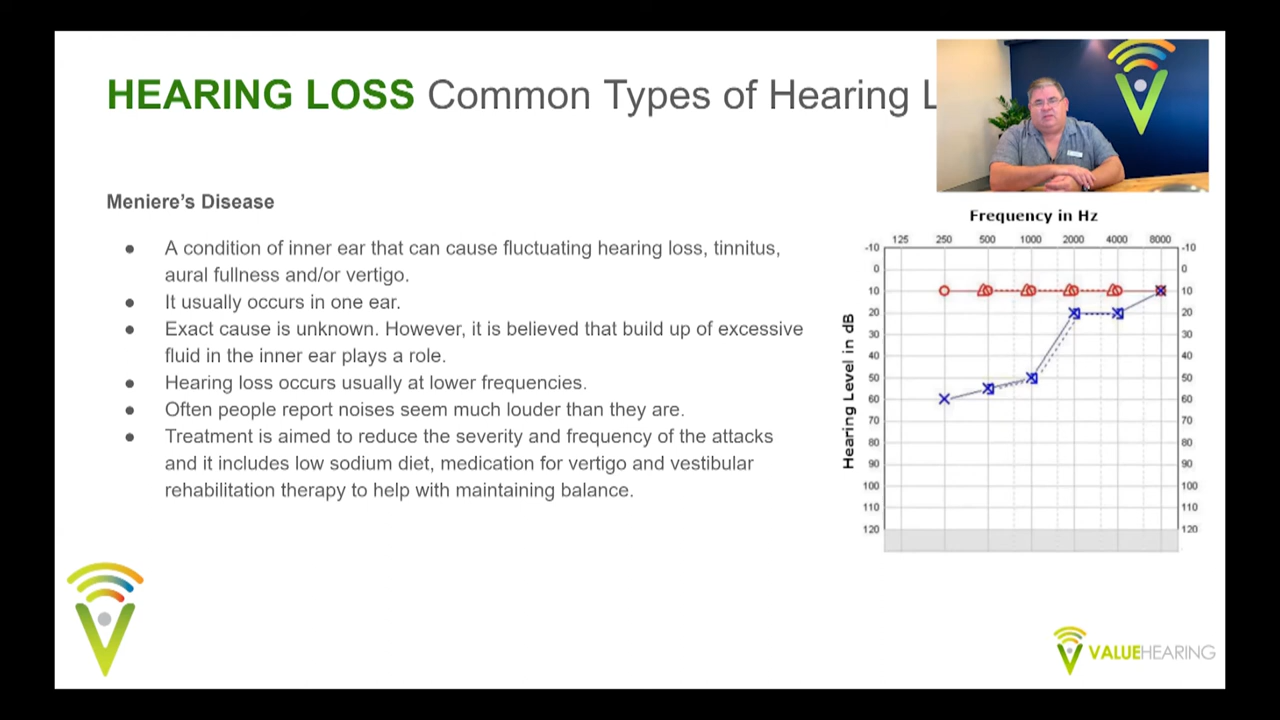 HEARING LOSS Common Types of Hearing L
Meniere's Disease
● A condition of inner ear that can cause fluctuating hearing loss, tinnitus,
aural fullness and/or vertigo.
● It usually occurs in one ear.
● Exact cause is unknown. However, it is believed that build up of excessive
fluid in the inner ear plays a role.
● Hearing loss occurs usually at lower frequencies.
● Often people report noises seem much louder than they are.
● Treatment is aimed to reduce the severity and frequency of the attacks
and it includes low sodium diet, medication for vertigo and vestibular
rehabilitation therapy to help with maintaining balance.
Frequency in Hz
125 250 500 1000 2000 4000 8000
Hearing Level in dB
-10 -10
0 0
10 10
20 20
30 30
40 40
50 50
60 60
70 70
80 80
90 90
100 100
110 110
120 120
VALUEHEARING